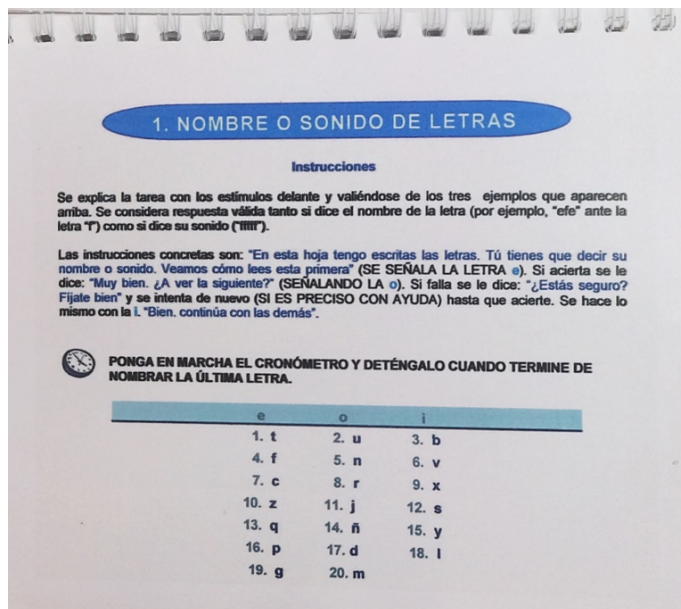 1. NOMBRE O SONIDO DE LETRAS
Instrucciones
Se explica la tarea con los estímulos delante y valiéndose de los tres ejemplos que aparecen
arriba. Se considera respuesta válida tanto si dice el nombre de la letra (por ejemplo, "efe" ante la
letra "f") como si dice su sonido ("ffffff").
Las instrucciones concretas son: "En esta hoja tengo escritas las letras. Tú tienes que decir su
nombre o sonido. Veamos cómo lees esta primera" (SE SEÑALA LA LETRA e). Si acierta se le
dice: "Muy bien. ¿A ver la siguiente?" (SEÑALANDO LA o). Si falla se le dice: "¿Estás seguro?
Fíjate bien" y se intenta de nuevo (SI ES PRECISO CON AYUDA) hasta que acierte. Se hace lo
mismo con la i. "Bien. continúa con las demás".
PONGA EN MARCHA EL CRONÓMETRO Y DETÉNGALO CUANDO TERMINE DE
NOMBRAR LA ÚLTIMA LETRA.
e o i
1. t 2. u 3. b
4. f 5. n 6. v
7. c 8. r 9. x
10. z 11. j 12. s
13. q 14. ñ 15. y
16. p 17. d 18. l
19. g 20. m